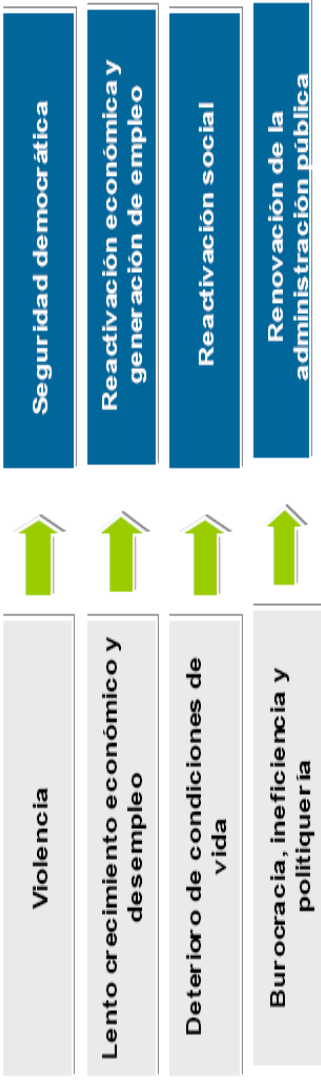 Violencia
Seguridad democrática
Lento crecimiento económico y
desempleo
Reactivación económica y
generación de empleo
Deterioro de condiciones de
vida
Reactivación social
Burocracia, ineficiencia y
politiquería
Renovación de la
administración pública